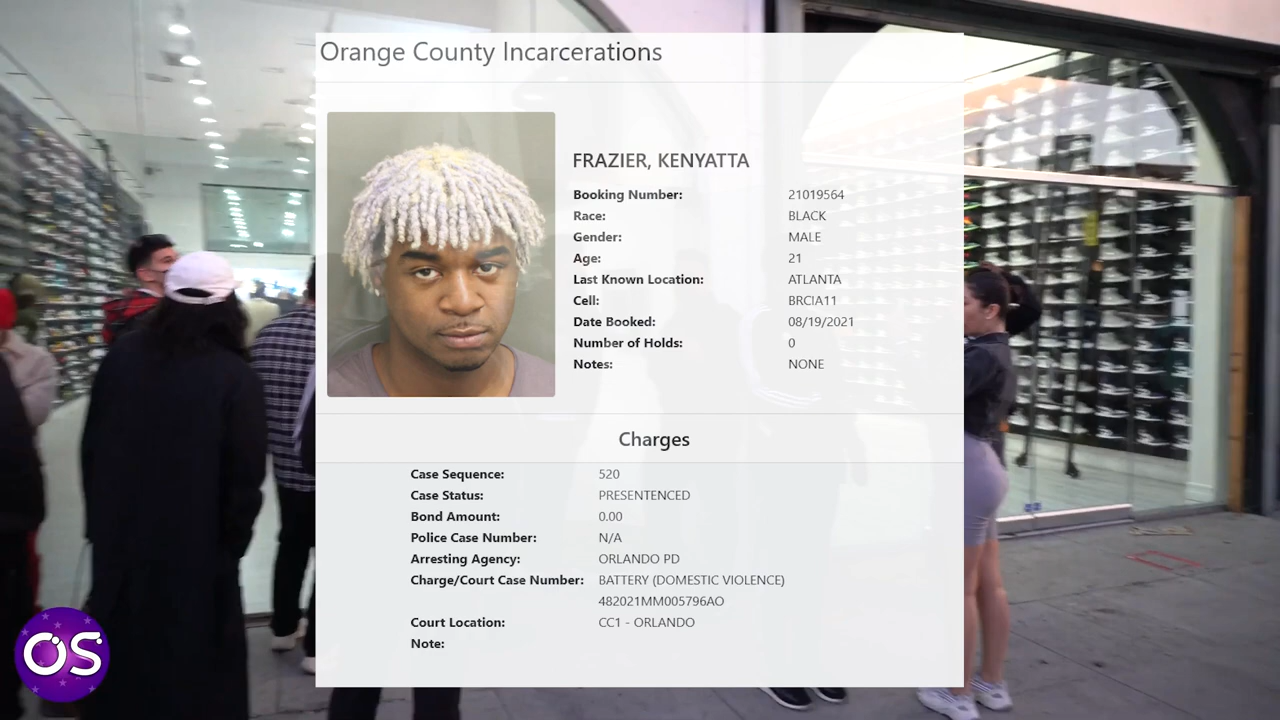 Orange County Incarcerations
FRAZIER, KENYATTA
Booking Number: 21019564
Race: BLACK
Gender: MALE
Age: 21
Last Known Location: ATLANTA
Cell: BRCIA11
Date Booked: 08/19/2021
Number of Holds: 0
Notes: NONE
Charges
Case Sequence: 520
Case Status: PRESENTENCED
Bond Amount: 0.00
Police Case Number: N/A
Arresting Agency: ORLANDO PD
Charge/Court Case Number: BATTERY (DOMESTIC VIOLENCE)
482021MM005796AO
Court Location: CC1 - ORLANDO
Note:
OS